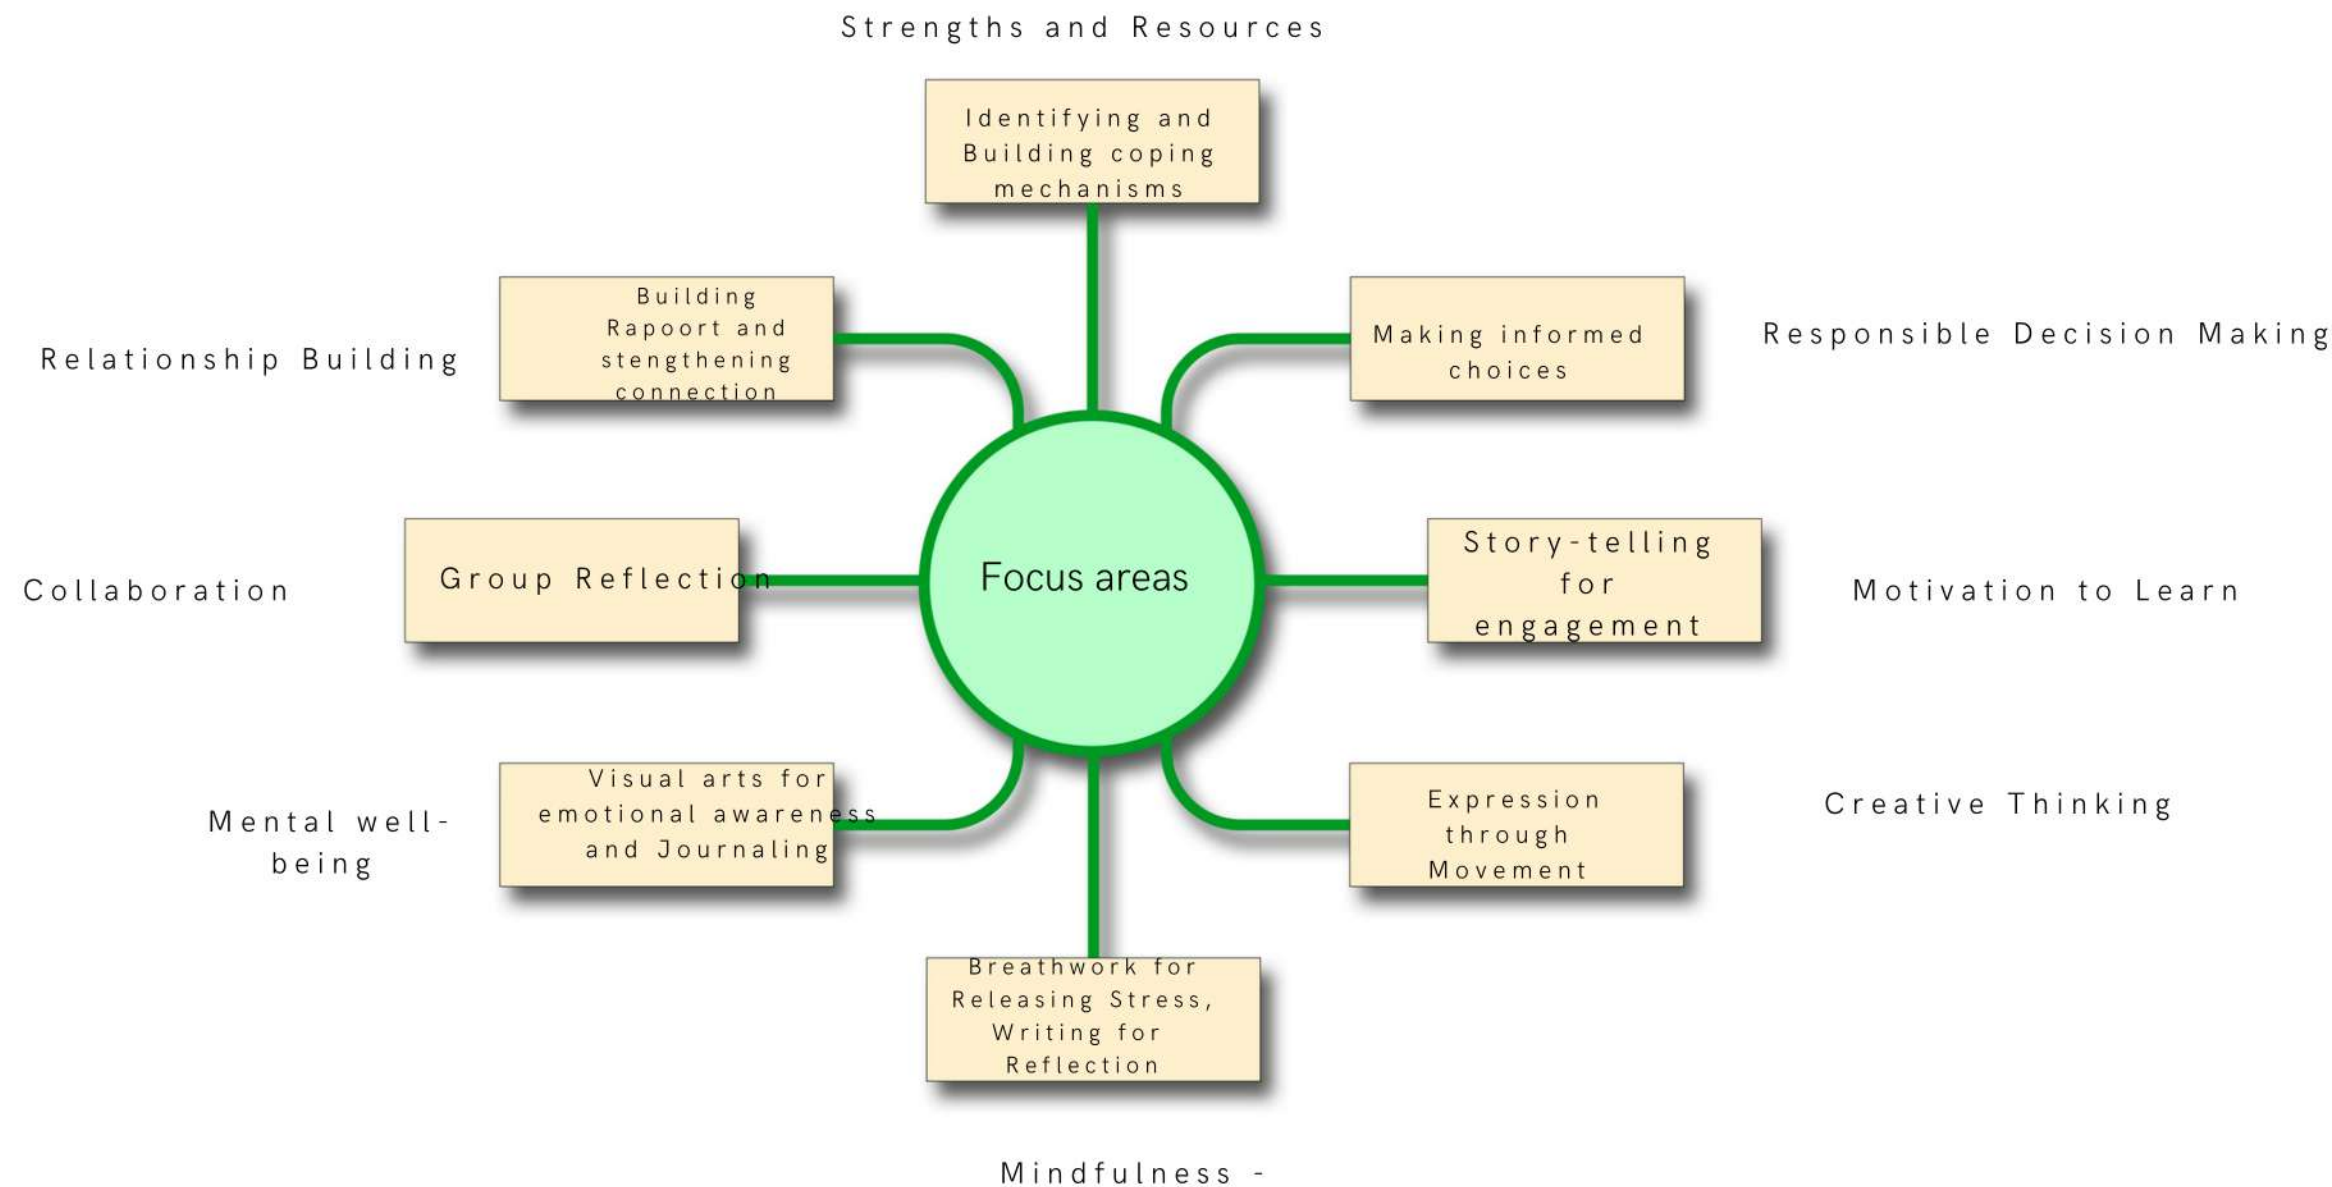 Strengths and Resources
Identifying and
Building coping
mechanisms
Relationship Building
Building
Rapoort and
stengthening
connection
Making informed
choices
Responsible Decision Making
Collaboration
Group Reflection
Focus areas
Story-telling
for
engagement
Motivation to Learn
Mental well-
being
Visual arts for
emotional awareness
and Journaling
Expression
through
Movement
Creative Thinking
Breathwork for
Releasing Stress,
Writing for
Reflection
Mindfulness -